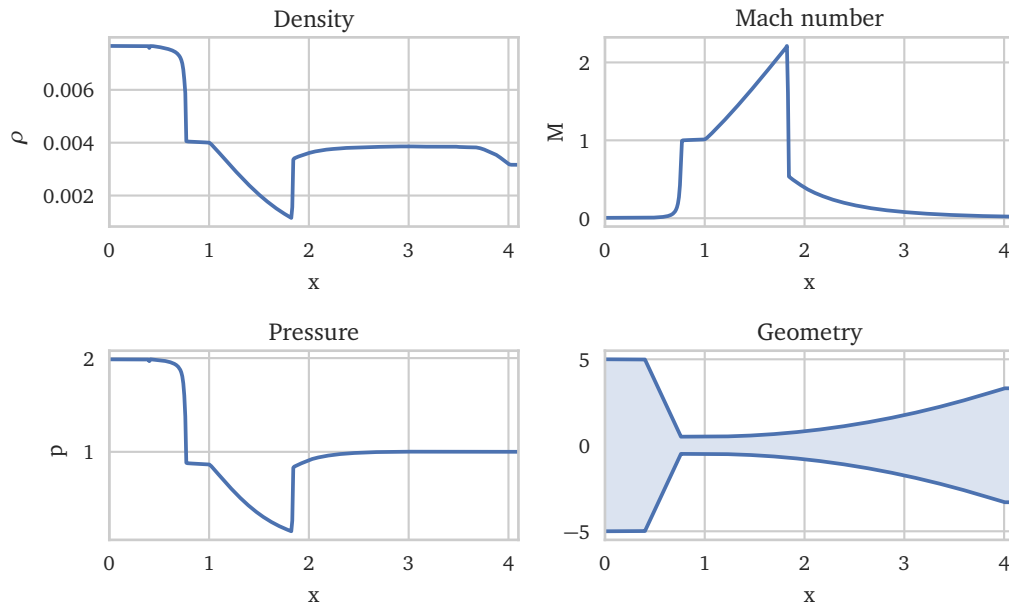 Density
0.006
0.004
0.002
ρ
0 1 2 3 4
x
Mach number
2
1
0
M
0 1 2 3 4
x
Pressure
2
1
p
0 1 2 3 4
x
Geometry
5
0
−5
0 1 2 3 4
x